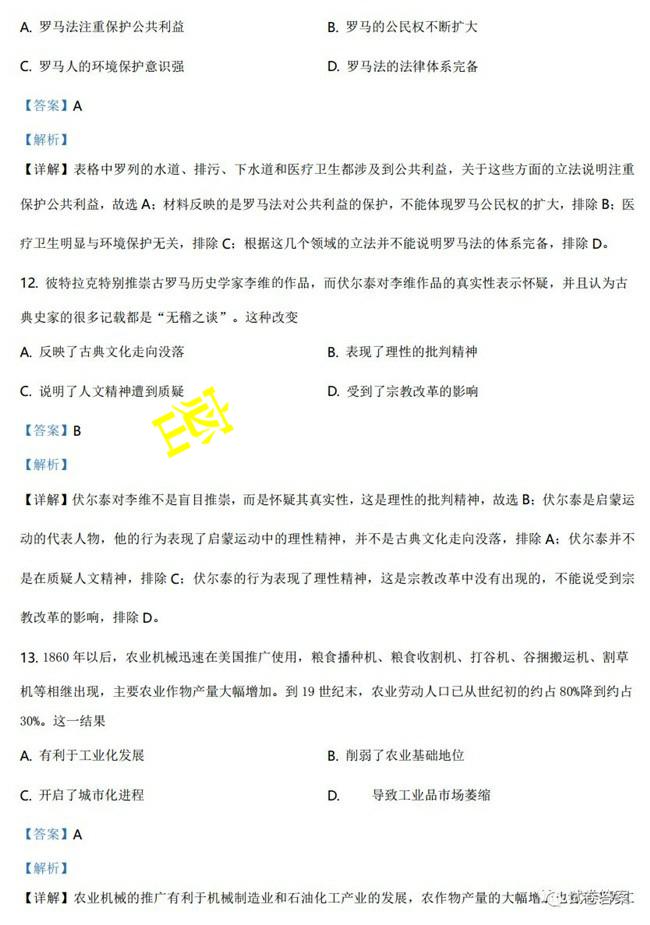 A. 罗马法注重保护公共利益 B. 罗马的公民权不断扩大
C. 罗马人的环境保护意识强 D. 罗马法的法律体系完备
【答案】A
【解析】
【详解】表格中罗列的水道、排污、下水道和医疗卫生都涉及到公共利益，关于这些方面的立法说明注重
保护公共利益，故选 A；材料反映的是罗马法对公共利益的保护，不能体现罗马公民权的扩大，排除 B；医
疗卫生明显与环境保护无关，排除 C；根据这几个领域的立法并不能说明罗马法的体系完备，排除 D。
12. 彼特拉克特别推崇古罗马历史学家李维的作品，而伏尔泰对李维作品的真实性表示怀疑，并且认为古
典史家的很多记载都是“无稽之谈”。这种改变
A. 反映了古典文化走向没落 B. 表现了理性的批判精神
C. 说明了人文精神遭到质疑 D. 受到了宗教改革的影响
【答案】B
【解析】
【详解】伏尔泰对李维不是盲目推崇，而是怀疑其真实性，这是理性的批判精神，故选 B；伏尔泰是启蒙运
动的代表人物，他的行为表现了启蒙运动中的理性精神，并不是古典文化走向没落，排除 A；伏尔泰并不
是在质疑人文精神，排除 C；伏尔泰的行为表现了理性精神，这是宗教改革中没有出现的，不能说受到宗
教改革的影响，排除 D。
13. 1860 年以后，农业机械迅速在美国推广使用，粮食播种机、粮食收割机、打谷机、谷捆搬运机、割草
机等相继出现，主要农业作物产量大幅增加。到 19 世纪末，农业劳动人口已从世纪初的约占 80%降到约占
30%。这一结果
A. 有利于工业化发展 B. 削弱了农业基础地位
C. 开启了城市化进程 D. 导致工业品市场萎缩
【答案】A
【解析】
【详解】农业机械的推广有利于机械制造业和石油化工产业的发展，农作物产量的大幅增
试卷答案